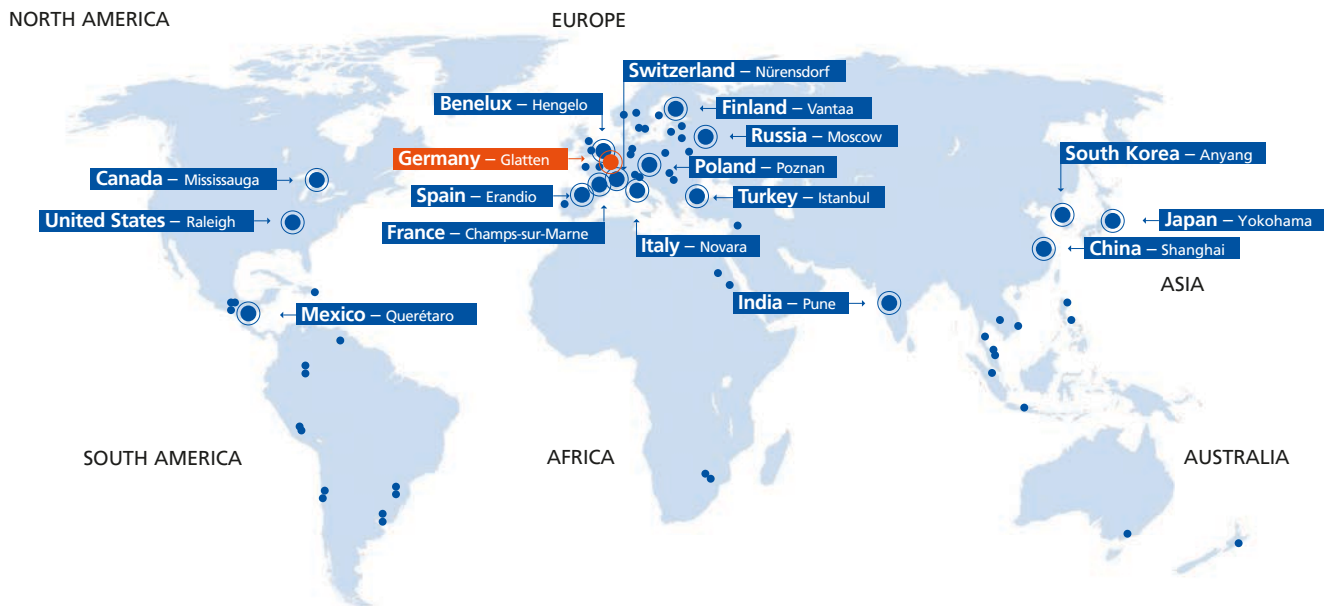 NORTH AMERICA
EUROPE
Switzerland – Nürensdorf
Benelux – Hengelo
Finland – Vantaa
Russia – Moscow
Germany – Glatten
South Korea – Anyang
Poland – Poznan
Canada – Mississauga
Spain – Erandio
Turkey – Istanbul
United States – Raleigh
Japan – Yokohama
France – Champs-sur-Marne
Italy – Novara
China – Shanghai
ASIA
India – Pune
Mexico – Querétaro
SOUTH AMERICA
AFRICA
AUSTRALIA